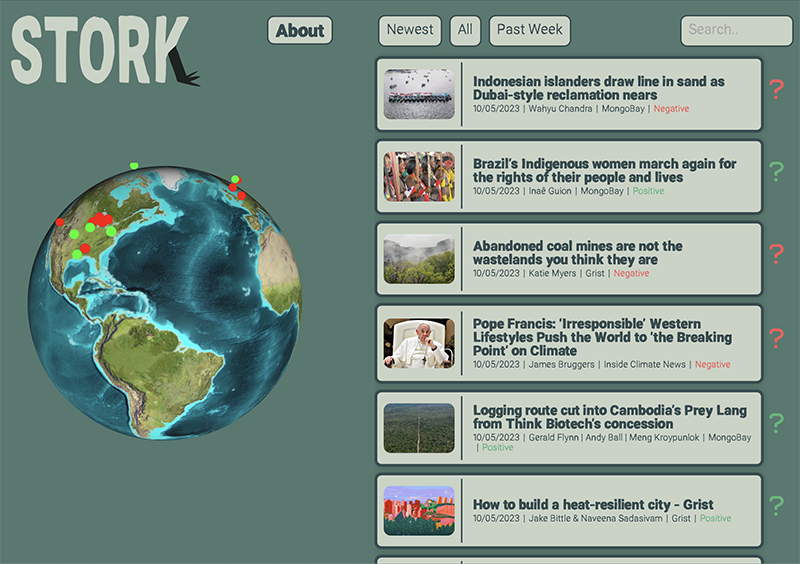 STORK
About
Newest
All
Past Week
Search..
Indonesian islanders draw line in sand as
Dubai-style reclamation nears
10/05/2023 | Wahyu Chandra | MongoBay | Negative
?
Brazil's Indigenous women march again for
the rights of their people and lives
10/05/2023 | Inaê Guion | MongoBay | Positive
?
Abandoned coal mines are not the
wastelands you think they are
10/05/2023 | Katie Myers | Grist | Negative
?
Pope Francis: 'Irresponsible' Western
Lifestyles Push the World to 'the Breaking
Point' on Climate
10/05/2023 | James Bruggers | Inside Climate News | Negative
?
Logging route cut into Cambodia's Prey Lang
from Think Biotech's concession
10/05/2023 | Gerald Flynn | Andy Ball | Meng Kroypunlok | MongoBay
| Positive
?
How to build a heat-resilient city - Grist
10/05/2023 | Jake Bittle & Naveena Sadasivam | Grist | Positive
?